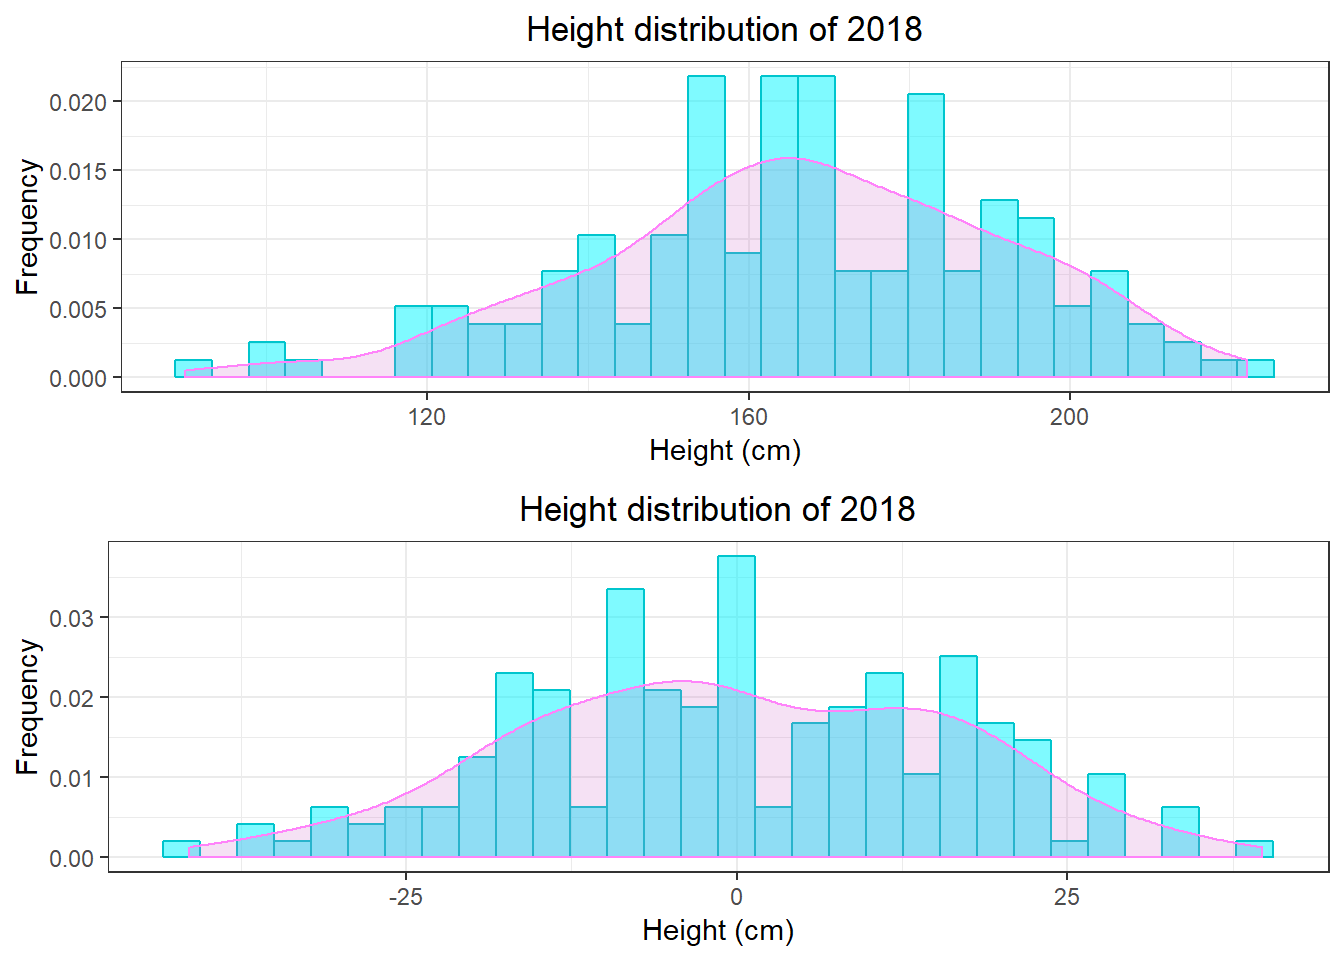 Height distribution of 2018
0.020
0.015
0.010
0.005
0.000
Frequency
120 160 200
Height (cm)
Height distribution of 2018
0.03
0.02
0.01
0.00
Frequency
-25 0 25
Height (cm)